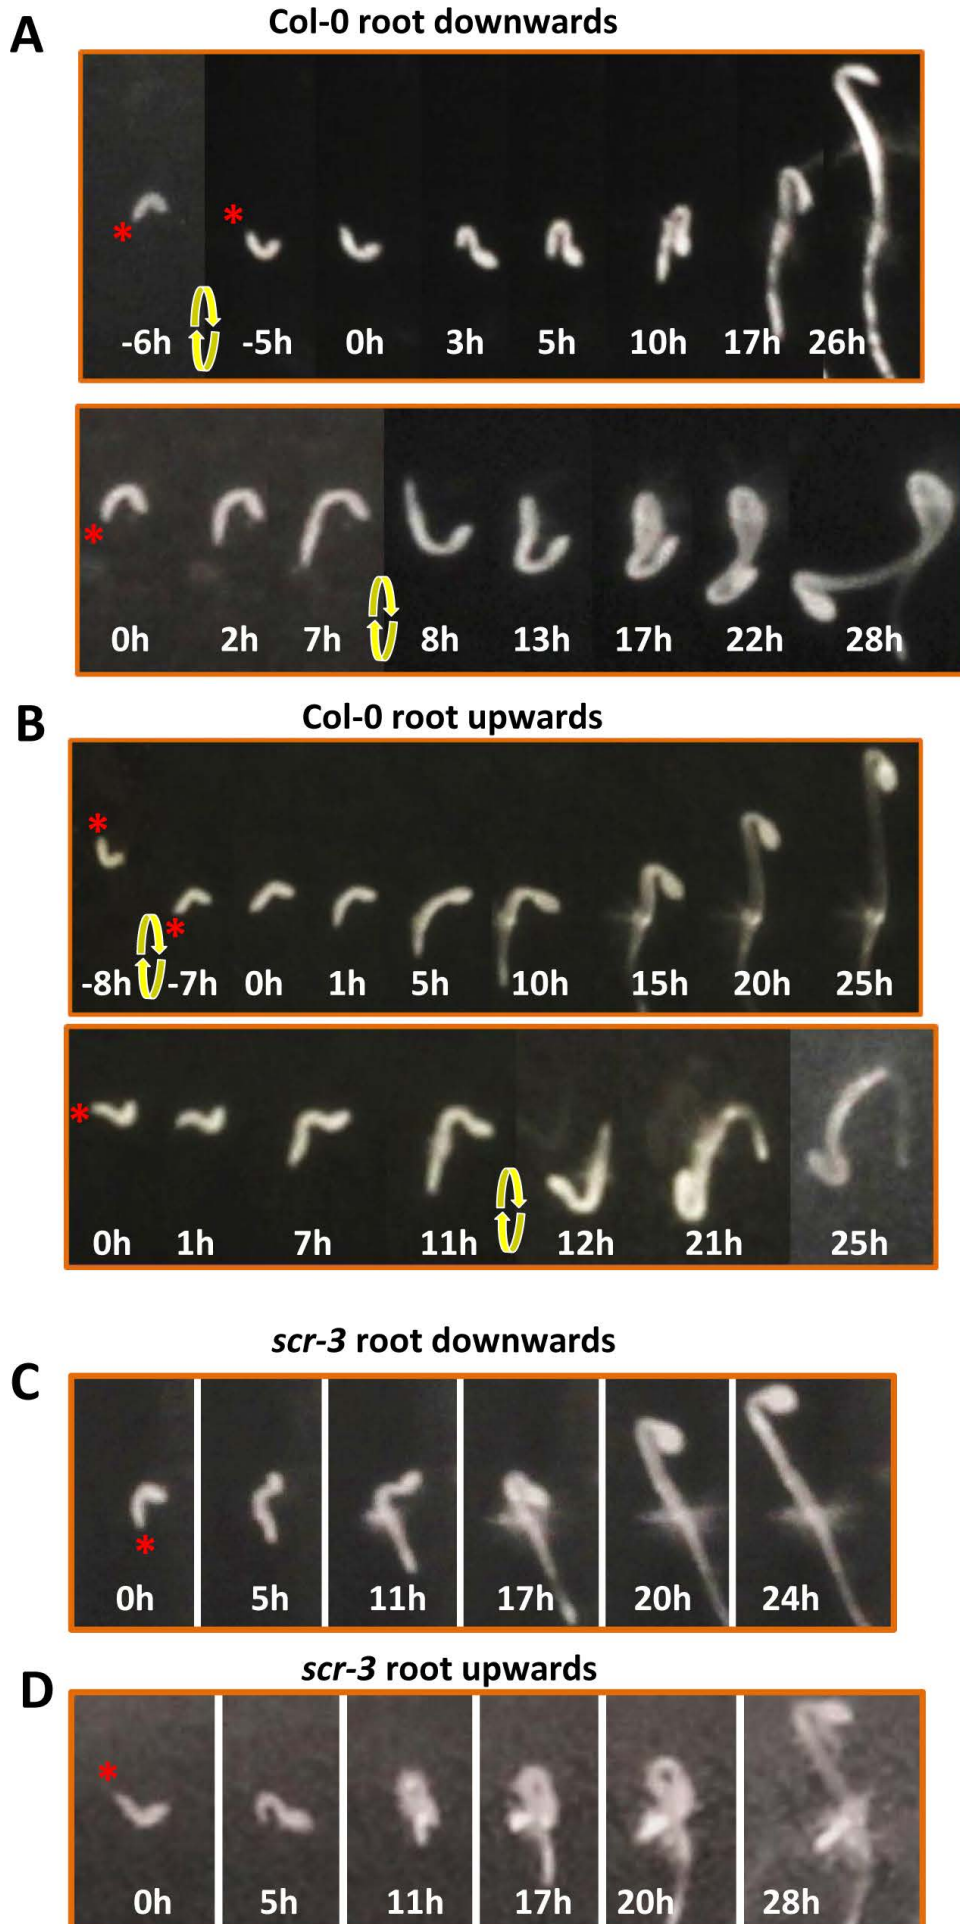 A
Col-0 root downwards
*
*
-6h -5h 0h 3h 5h 10h 17h 26h
*
0h 2h 7h 8h 13h 17h 22h 28h
B
Col-0 root upwards
*
*
-8h -7h 0h 1h 5h 10h 15h 20h 25h
*
0h 1h 7h 11h 12h 21h 25h
scr-3 root downwards
C
*
0h 5h 11h 17h 20h 24h
scr-3 root upwards
D
*
0h 5h 11h 17h 20h 28h